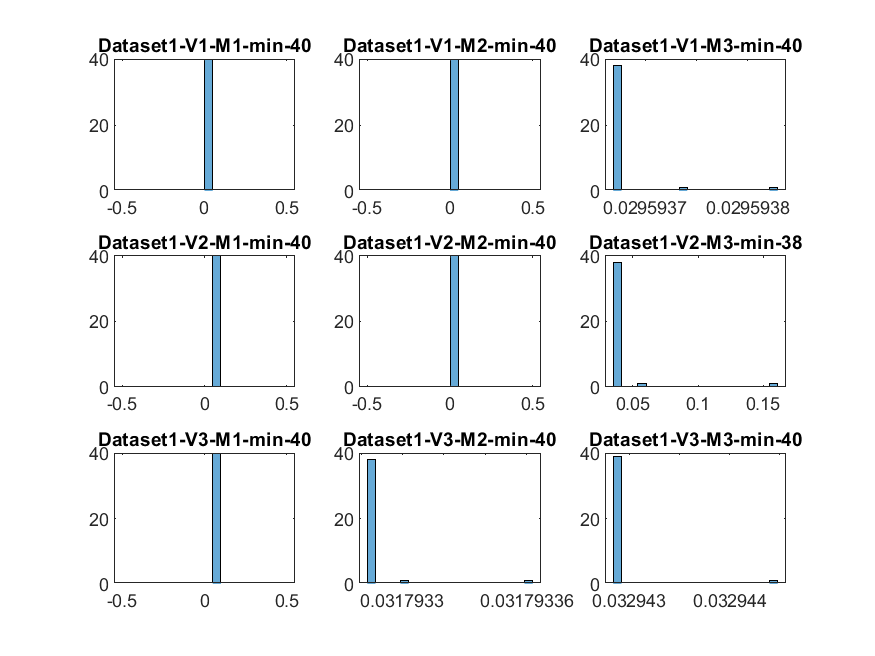 Dataset1-V1-M1-min-40 Dataset1-V1-M2-min-40 Dataset1-V1-M3-min-40
40 40 40
20 20 20
0 0 0
-0.5 0 0.5 -0.5 0 0.5 0.0295937 0.0295938
Dataset1-V2-M1-min-40 Dataset1-V2-M2-min-40 Dataset1-V2-M3-min-38
40 40 40
20 20 20
0 0 0
-0.5 0 0.5 -0.5 0 0.5 0.05 0.1 0.15
Dataset1-V3-M1-min-40 Dataset1-V3-M2-min-40 Dataset1-V3-M3-min-40
40 40 40
20 20 20
0 0 0
-0.5 0 0.5 0.0317933 0.03179336 0.032943 0.032944